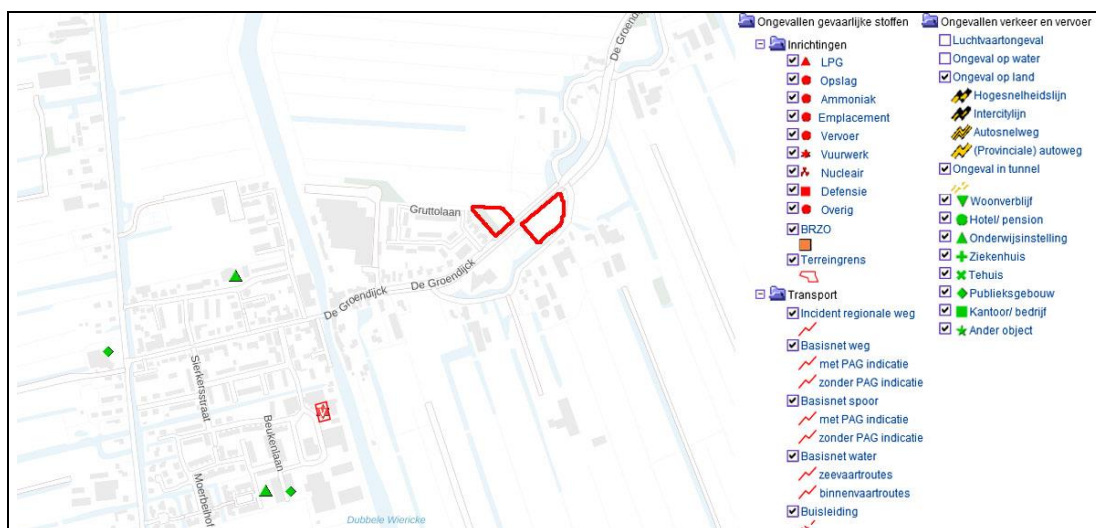 De Groendijck
Gruttolaan
De Groendijck
De Groendijck
Sierkersstraat
Beukenlaan
Moerbeihof
Dubbele Wiericke
Ongevallen gevaarlijke stoffen
Inrichtingen
LPG
Opslag
Ammoniak
Emplacement
Vervoer
Vuurwerk
Nucleair
Defensie
Overig
BRZO
Terreingrens
Transport
Incident regionale weg
Basisnet weg
met PAG indicatie
zonder PAG indicatie
Basisnet spoor
met PAG indicatie
zonder PAG indicatie
Basisnet water
zeevaartroutes
binnenvaartroutes
Buisleiding
Ongevallen verkeer en vervoer
Luchtvaartongeval
Ongeval op water
Ongeval op land
Hogesnelheidslijn
Intercitylijn
Autosnelweg
(Provinciale) autoweg
Ongeval in tunnel
Woonverblijf
Hotel/ pension
Onderwijsinstelling
Ziekenhuis
Tehuis
Publieksgebouw
Kantoor/ bedrijf
Ander object